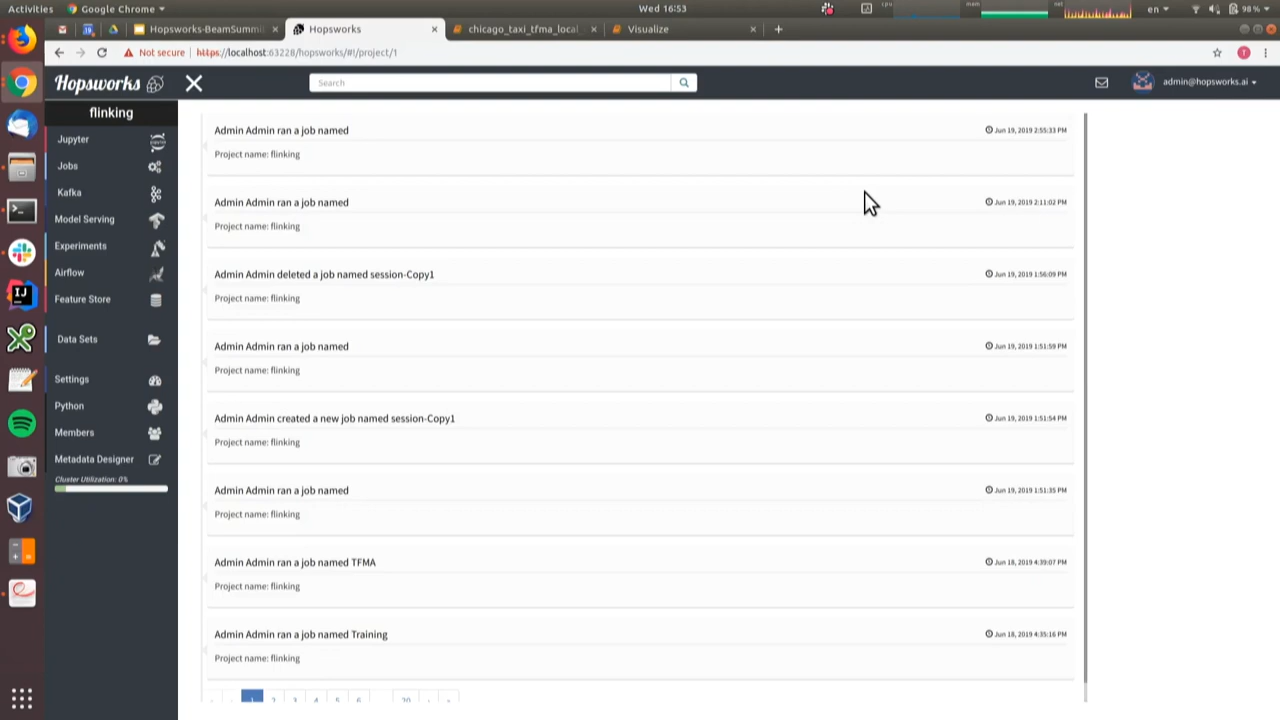 Activities
Google Chrome
Wed 16:53
cpu
mem
net
en
98 %
Hopsworks-BeamSummi
Hopsworks
chicago_taxi_tfma_local
Visualize
Not secure
https://localhost:63228/hopsworks/#!/project/1
T
Hopsworks
Search
admin@hopsworks.ai
flinking
Jupyter
Jobs
Kafka
Model Serving
Experiments
Airflow
Feature Store
Data Sets
Settings
Python
Members
Metadata Designer
Cluster Utilization: 0%
Admin Admin ran a job named
Jun 19, 2019 2:55:33 PM
Project name: flinking
Admin Admin ran a job named
Jun 19, 2019 2:11:02 PM
Project name: flinking
Admin Admin deleted a job named session-Copy1
Jun 19, 2019 1:56:09 PM
Project name: flinking
Admin Admin ran a job named
Jun 19, 2019 1:51:59 PM
Project name: flinking
Admin Admin created a new job named session-Copy1
Jun 19, 2019 1:51:54 PM
Project name: flinking
Admin Admin ran a job named
Jun 19, 2019 1:51:35 PM
Project name: flinking
Admin Admin ran a job named TFMA
Jun 18, 2019 4:39:07 PM
Project name: flinking
Admin Admin ran a job named Training
Jun 18, 2019 4:35:16 PM
Project name: flinking